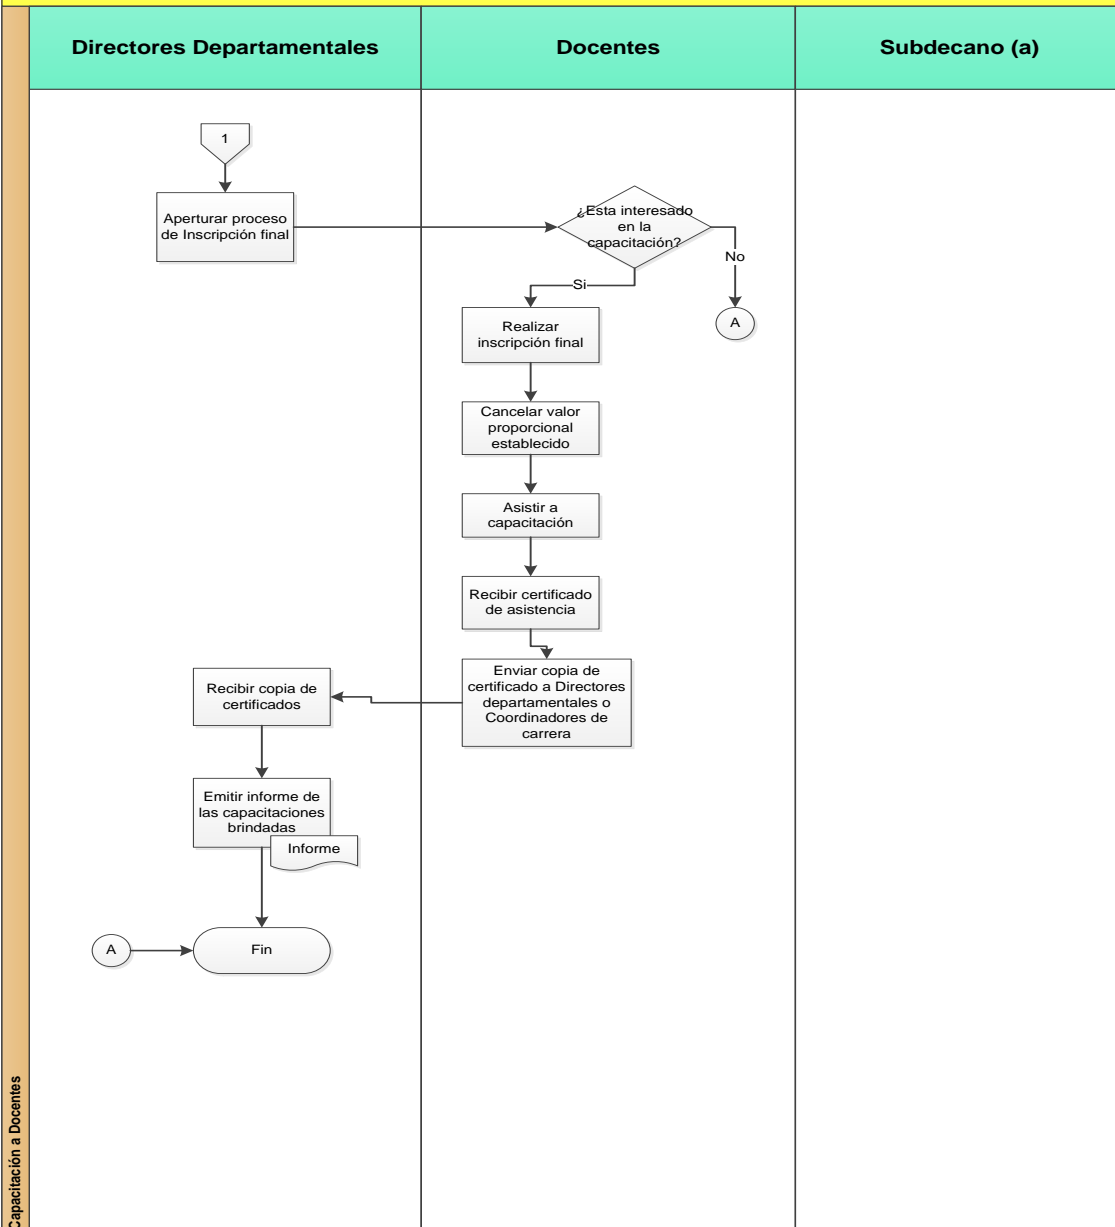 Directores Departamentales
Docentes
Subdecano (a)
1
Aperturar proceso
de Inscripción final
¿Esta interesado
en la
capacitación?
No
Si
A
Realizar
inscripción final
Cancelar valor
proporcional
establecido
Asistir a
capacitación
Recibir certificado
de asistencia
Enviar copia de
certificado a Directores
departamentales o
Coordinadores de
carrera
Recibir copia de
certificados
Emitir informe de
las capacitaciones
brindadas
Informe
A
Fin
Capacitación a Docentes